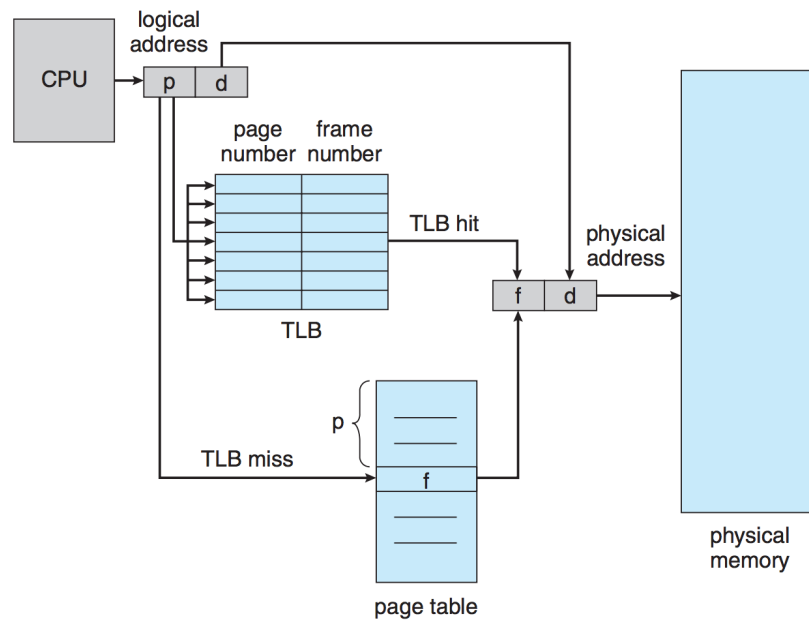 logical
address
CPU
p d
page
number
frame
number
TLB hit
physical
address
f d
TLB
p
TLB miss
f
physical
memory
page table